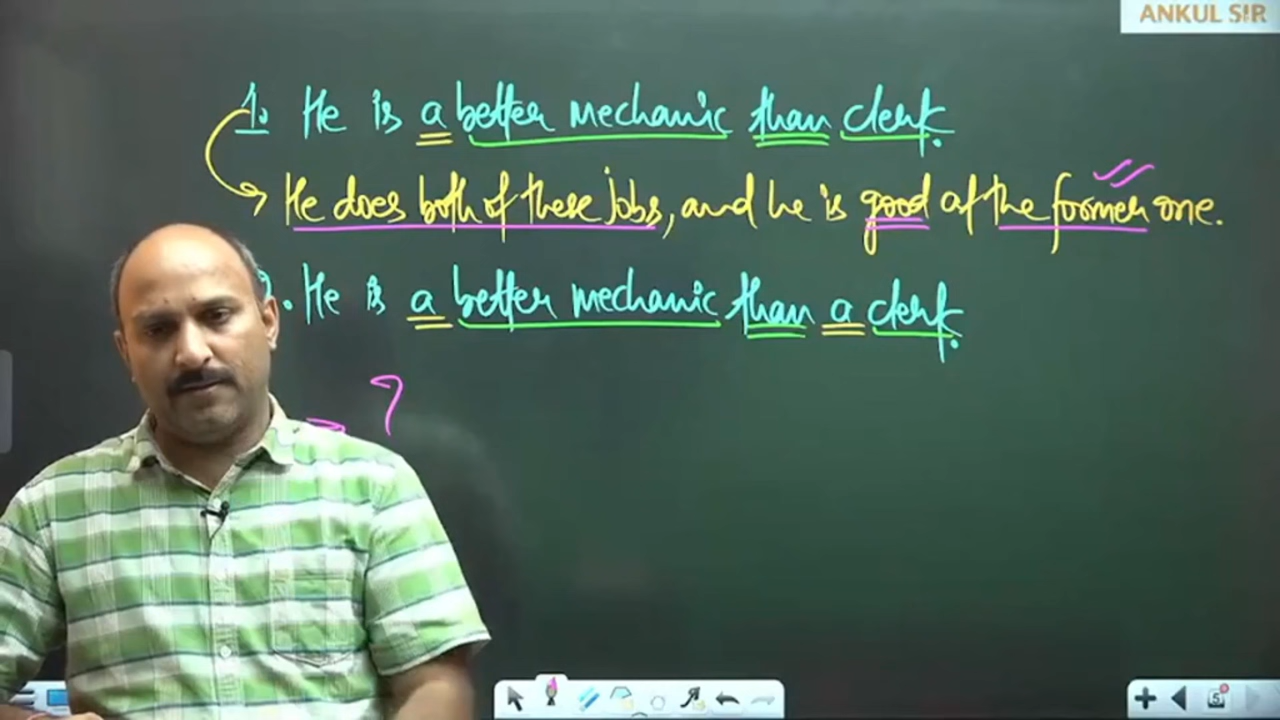 ANKUL SIR
1. He is a better mechanic than clerk.
He does both of these jobs, and he is good at the former one.
2. He is a better mechanic than a clerk.
?
5